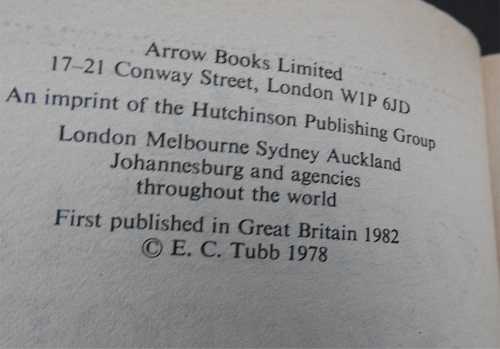 Arrow Books Limited
17–21 Conway Street, London W1P 6JD
An imprint of the Hutchinson Publishing Group
London Melbourne Sydney Auckland
Johannesburg and agencies
throughout the world
First published in Great Britain 1982
© E. C. Tubb 1978